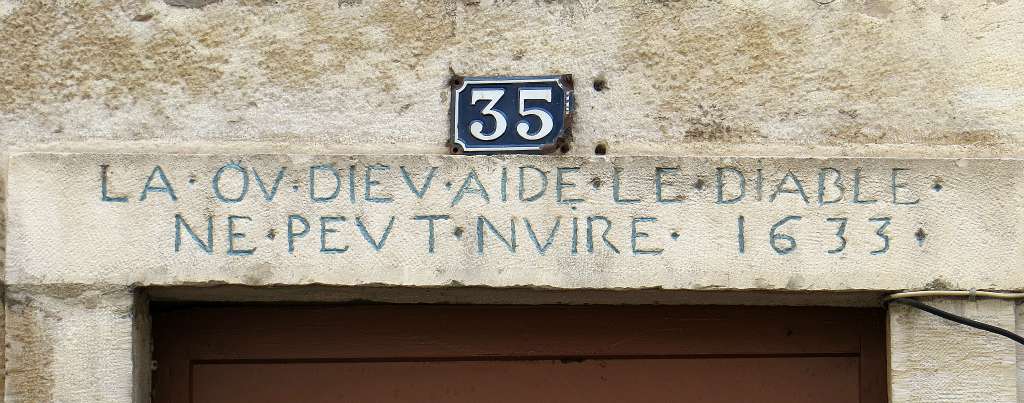 35
LA · OV · DIEV · AIDE · LE · DIABLE ·
NE · PEVT · NVIRE · 1633 ·